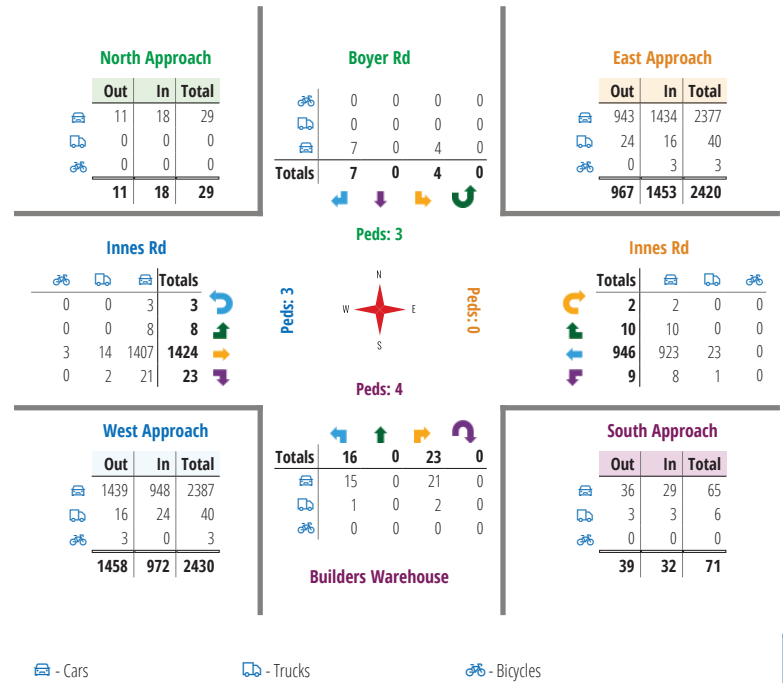 North Approach
Out In Total
11 18 29
0 0 0
0 0 0
11 18 29
Boyer Rd
0 0 0 0
0 0 0 0
7 0 4 0
Totals 7 0 4 0
East Approach
Out In Total
943 1434 2377
24 16 40
0 3 3
967 1453 2420
Innes Rd
Totals
0 0 3 3
0 0 8 8
3 14 1407 1424
0 2 21 23
Peds: 3
Peds: 3
N
W E
S
Peds: 0
Peds: 4
Innes Rd
Totals
2 2 0 0
10 10 0 0
946 923 23 0
9 8 1 0
West Approach
Out In Total
1439 948 2387
16 24 40
3 0 3
1458 972 2430
Totals 16 0 23 0
15 0 21 0
1 0 2 0
0 0 0 0
Builders Warehouse
South Approach
Out In Total
36 29 65
3 3 6
0 0 0
39 32 71
- Cars
- Trucks
- Bicycles